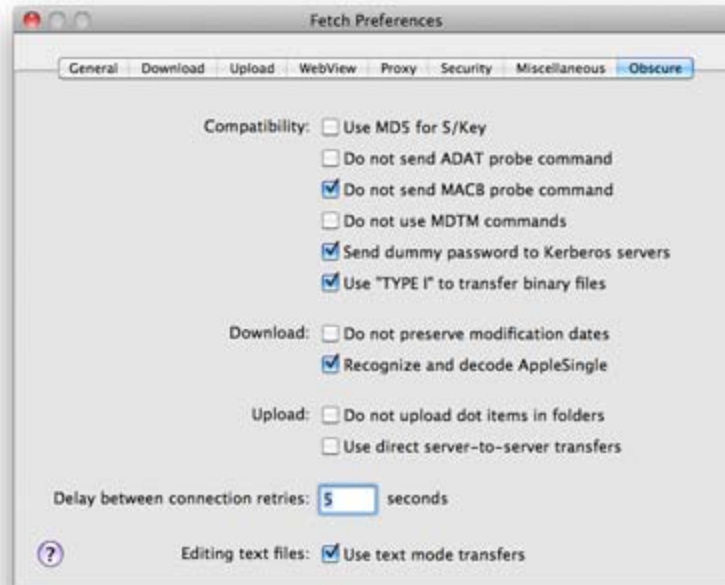 Fetch Preferences
General Download Upload WebView Proxy Security Miscellaneous Obscure
Compatibility: Use MD5 for S/Key
Do not send ADAT probe command
Do not send MACB probe command
Do not use MDTM commands
Send dummy password to Kerberos servers
Use "TYPE I" to transfer binary files
Download: Do not preserve modification dates
Recognize and decode AppleSingle
Upload: Do not upload dot items in folders
Use direct server-to-server transfers
Delay between connection retries: 5 seconds
? Editing text files: Use text mode transfers